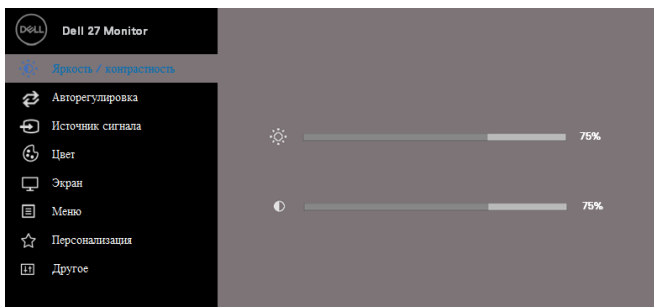 DELL Dell 27 Monitor
Яркость / контрастность
Авторегулировка
Источник сигнала
75%
Цвет
Экран
Меню
75%
Персонализация
Другое